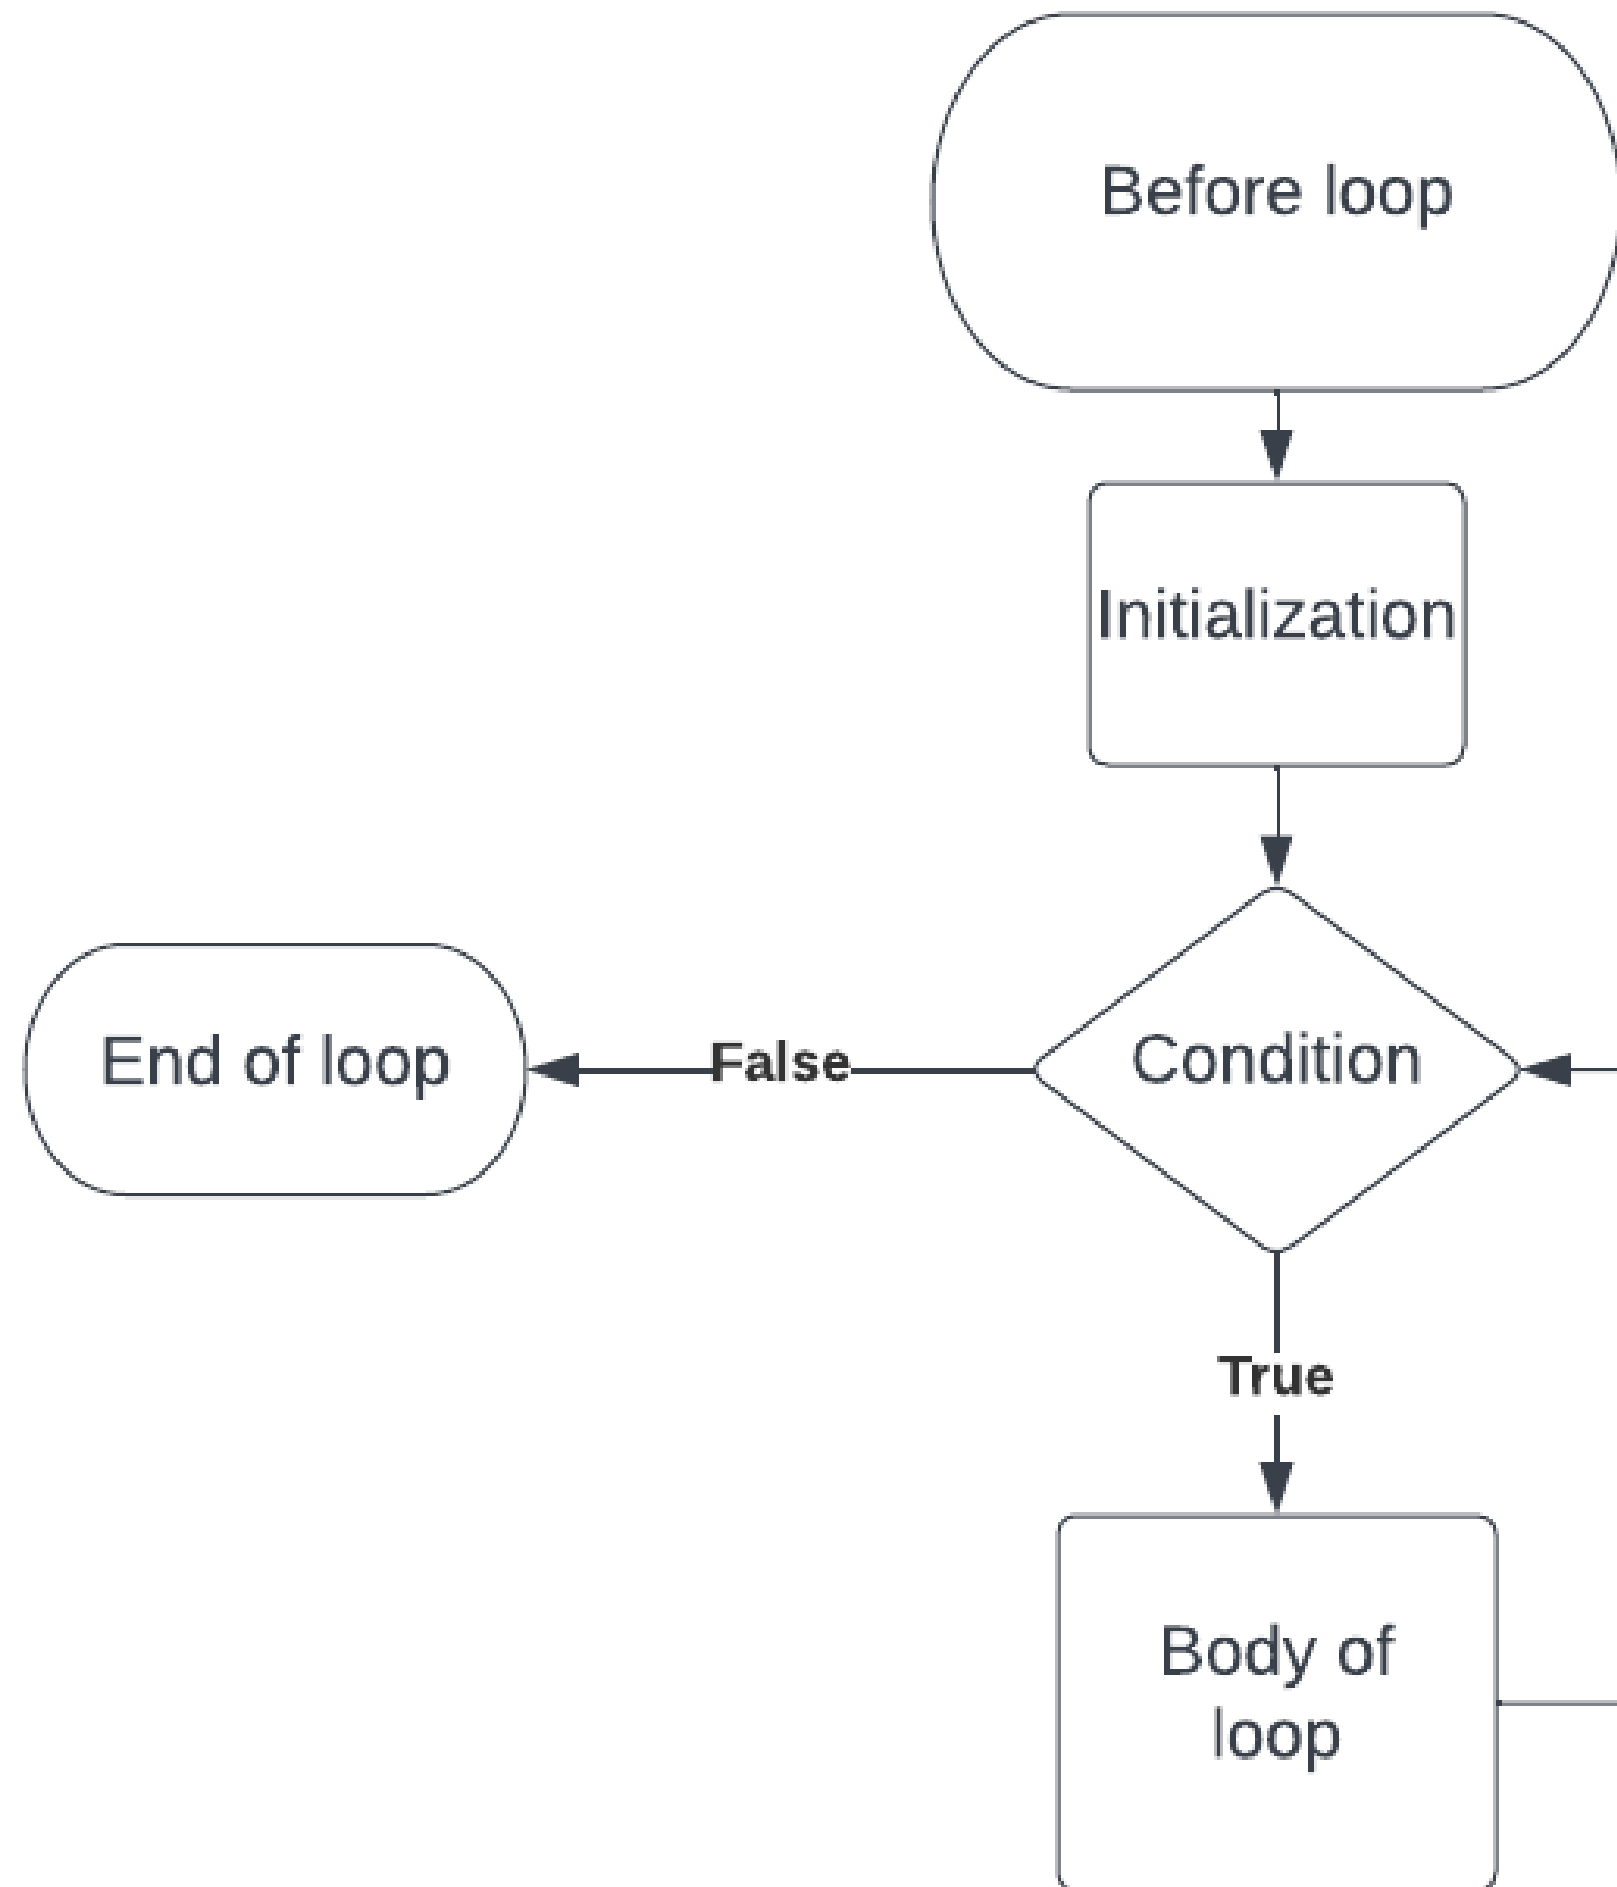 Before loop
Initialization
Condition
False
End of loop
True
Body of
loop